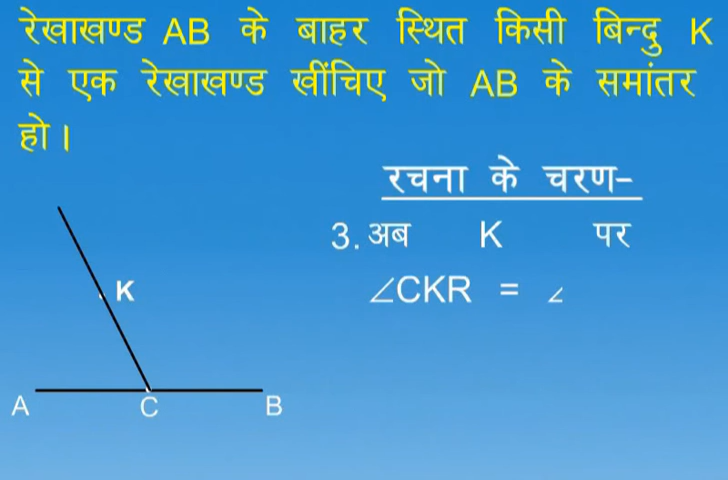 रेखाखण्ड AB के बाहर स्थित किसी बिन्दु K
से एक रेखाखण्ड खींचिए जो AB के समांतर
हो।
रचना के चरण–
3. अब K पर
∠CKR = ∠
K
A C B